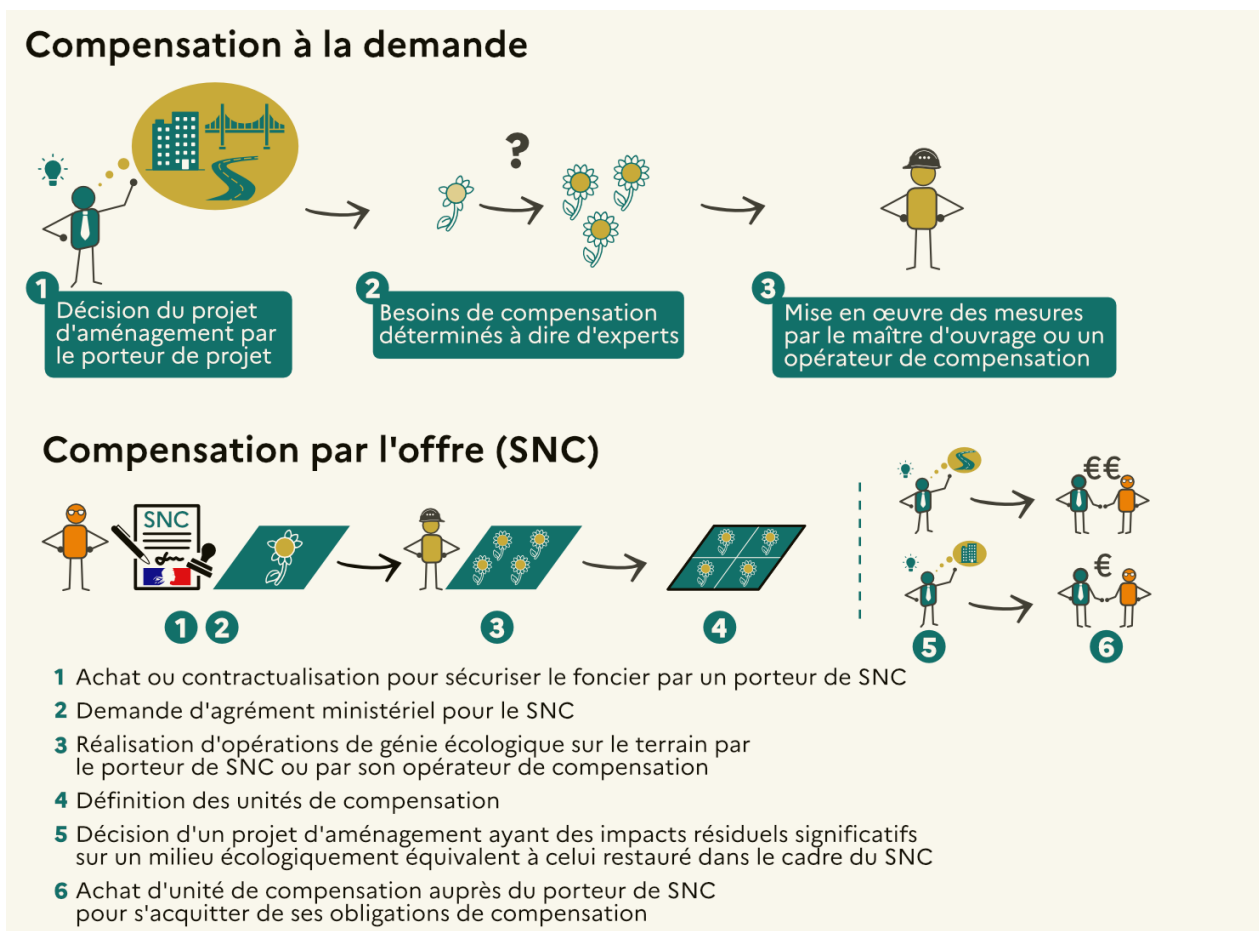 Compensation à la demande
?
1
Décision du projet
d'aménagement par
le porteur de projet
2
Besoins de compensation
déterminés à dire d'experts
3
Mise en œuvre des mesures
par le maître d'ouvrage ou un
opérateur de compensation
Compensation par l'offre (SNC)
SNC
€€
€
1 2
3
4
5
6
1 Achat ou contractualisation pour sécuriser le foncier par un porteur de SNC
2 Demande d'agrément ministériel pour le SNC
3 Réalisation d'opérations de génie écologique sur le terrain par
le porteur de SNC ou par son opérateur de compensation
4 Définition des unités de compensation
5 Décision d'un projet d'aménagement ayant des impacts résiduels significatifs
sur un milieu écologiquement équivalent à celui restauré dans le cadre du SNC
6 Achat d'unité de compensation auprès du porteur de SNC
pour s'acquitter de ses obligations de compensation